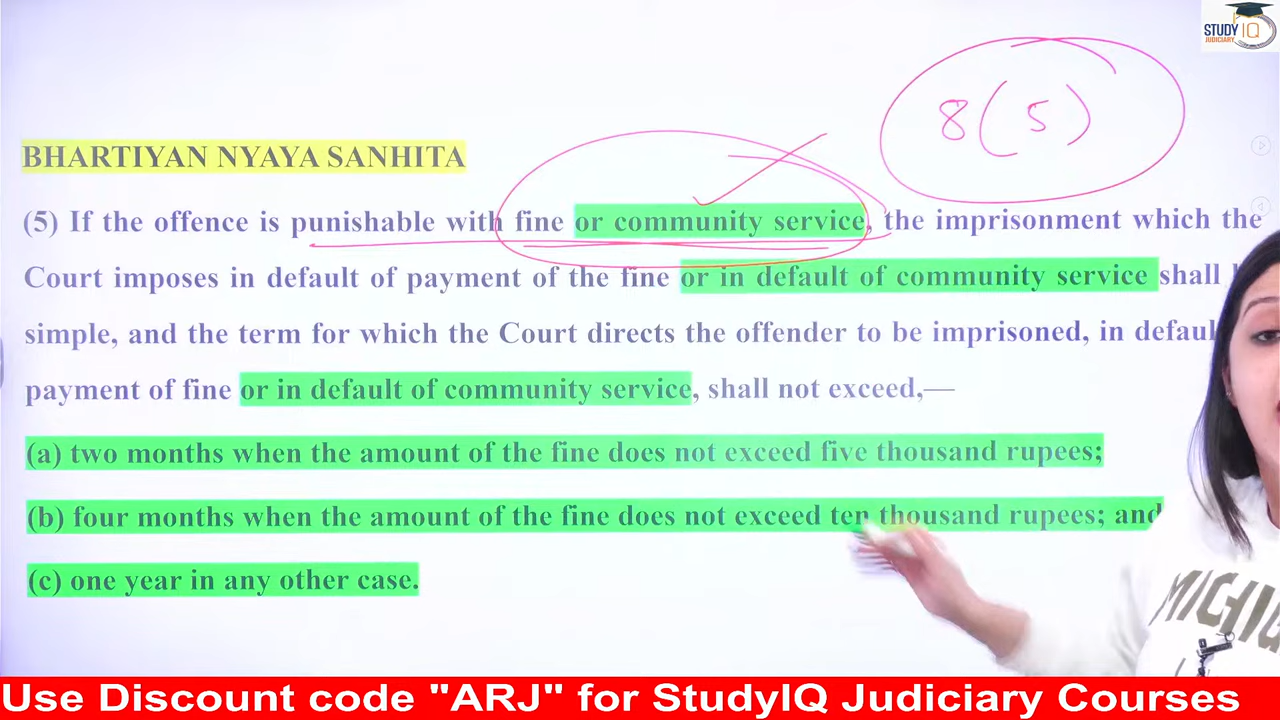 STUDY IQ
JUDICIARY
8(5)
BHARTIYAN NYAYA SANHITA
(5) If the offence is punishable with fine or community service, the imprisonment which the
Court imposes in default of payment of the fine or in default of community service shall
simple, and the term for which the Court directs the offender to be imprisoned, in defaul
payment of fine or in default of community service, shall not exceed,—
(a) two months when the amount of the fine does not exceed five thousand rupees;
(b) four months when the amount of the fine does not exceed ten thousand rupees; and
(c) one year in any other case.
MICHIG
Use Discount code "ARJ" for StudyIQ Judiciary Courses